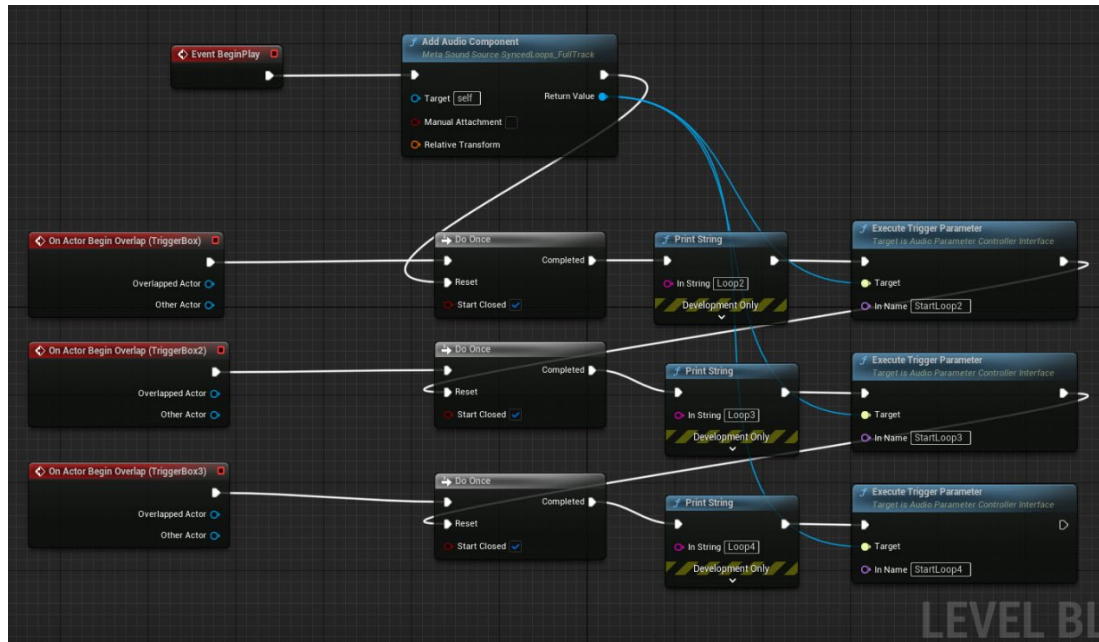 Event BeginPlay
Add Audio Component
Meta Sound Source SyncedLoops_FullTrack
Target self
Return Value
Manual Attachment
Relative Transform
On Actor Begin Overlap (TriggerBox)
Overlapped Actor
Other Actor
Do Once
Completed
Reset
Start Closed
Print String
In String Loop2
Development Only
Execute Trigger Parameter
Target is Audio Parameter Controller Interface
Target
In Name StartLoop2
On Actor Begin Overlap (TriggerBox2)
Overlapped Actor
Other Actor
Do Once
Completed
Reset
Start Closed
Print String
In String Loop3
Development Only
Execute Trigger Parameter
Target is Audio Parameter Controller Interface
Target
In Name StartLoop3
On Actor Begin Overlap (TriggerBox3)
Overlapped Actor
Other Actor
Do Once
Completed
Reset
Start Closed
Print String
In String Loop4
Development Only
Execute Trigger Parameter
Target is Audio Parameter Controller Interface
Target
In Name StartLoop4
LEVEL BL